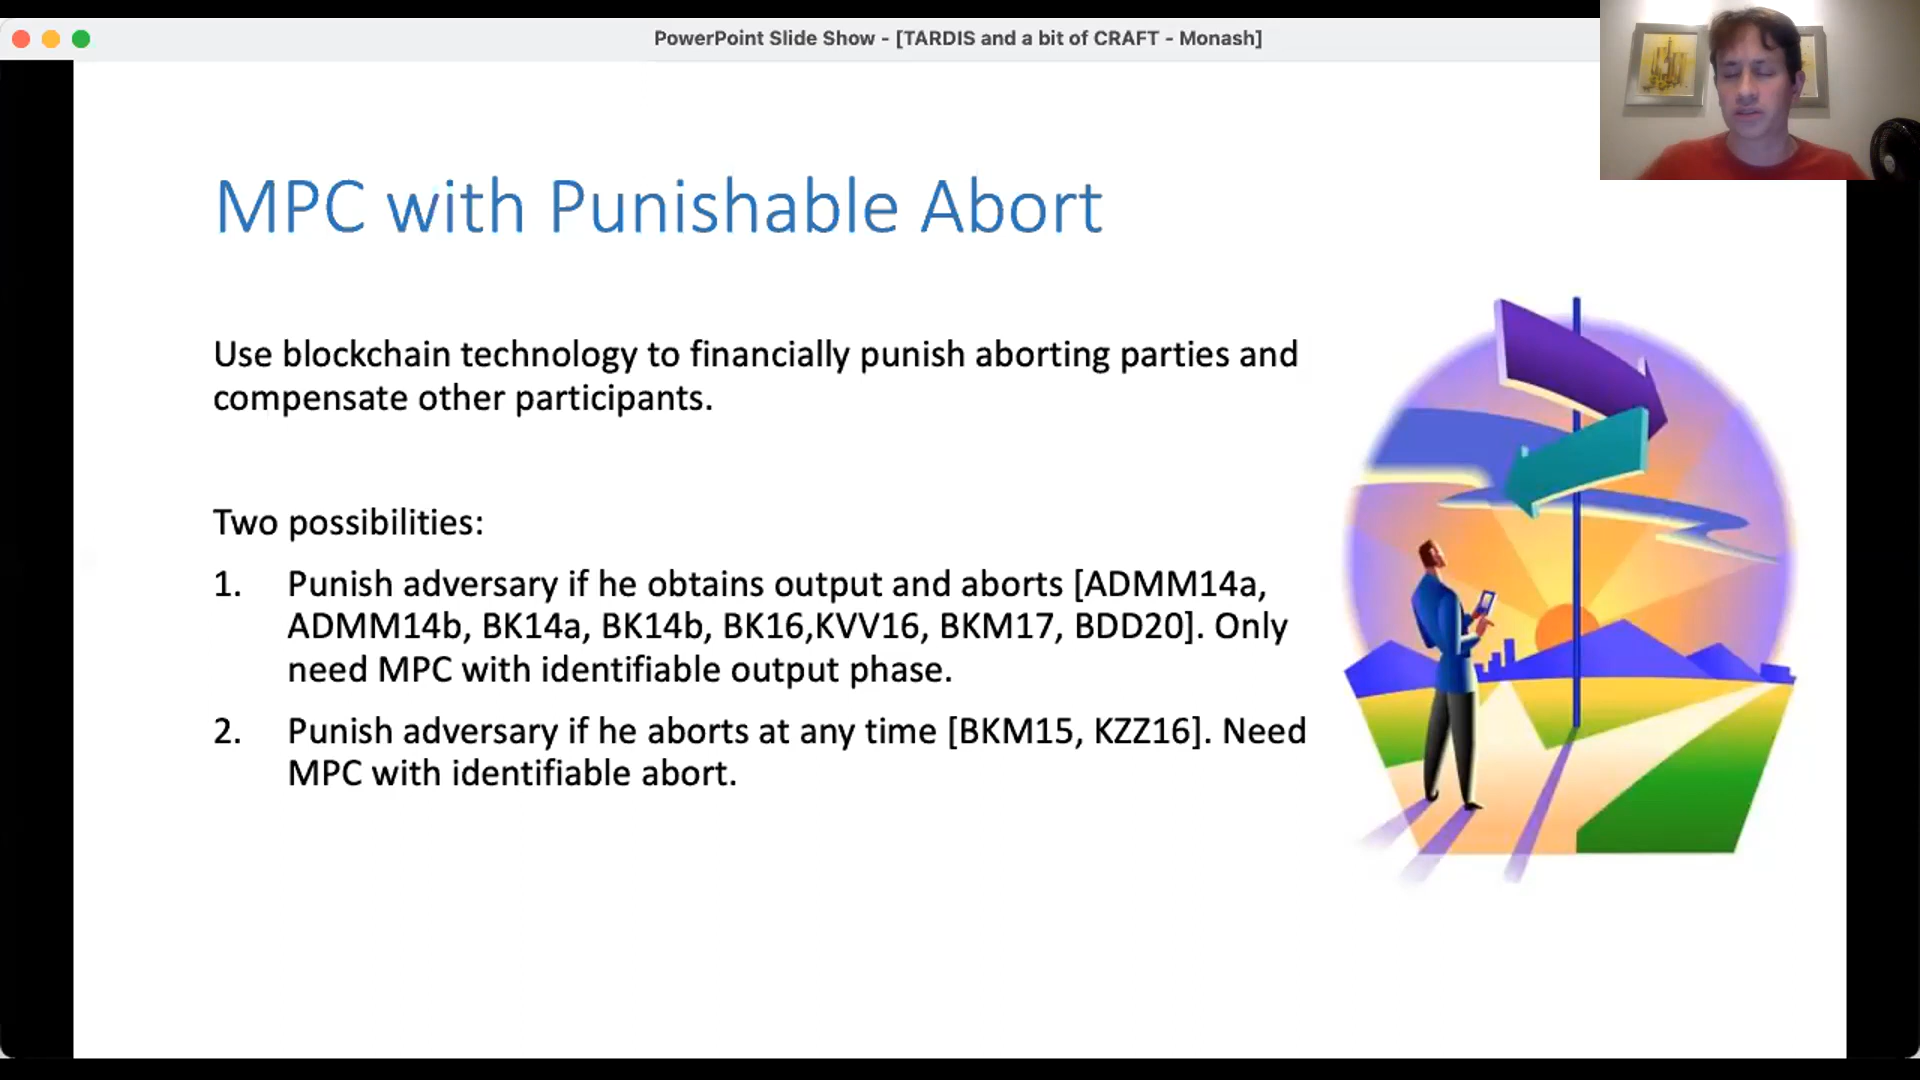 PowerPoint Slide Show - [TARDIS and a bit of CRAFT - Monash]
MPC with Punishable Abort
Use blockchain technology to financially punish aborting parties and
compensate other participants.
Two possibilities:
1. Punish adversary if he obtains output and aborts [ADMM14a,
ADMM14b, BK14a, BK14b, BK16,KVV16, BKM17, BDD20]. Only
need MPC with identifiable output phase.
2. Punish adversary if he aborts at any time [BKM15, KZZ16]. Need
MPC with identifiable abort.